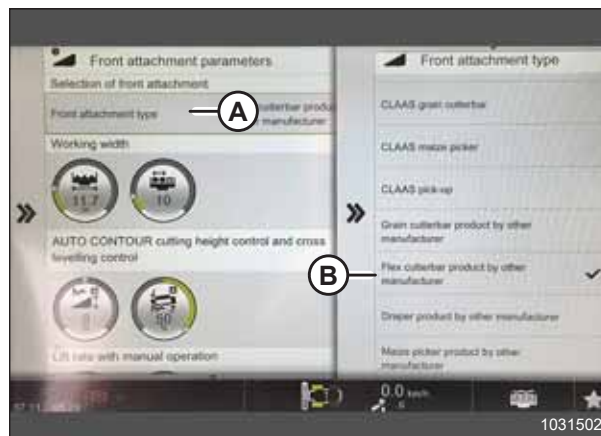 Front attachment parameters
Selection of front attachment
Front attachment type
cutterbar produ
manufacturer
A
Working width
11.7
10
AUTO CONTOUR cutting height control and cross
levelling control
50
Lift rate with manual operation
Front attachment type
CLAAS grain cutterbar
CLAAS maize picker
CLAAS pick-up
Grain cutterbar product by other
manufacturer
B
Flex cutterbar product by other
manufacturer
Draper product by other manufacturer
Maize picker product by other
manufacturer
0.0 km/h
1031502